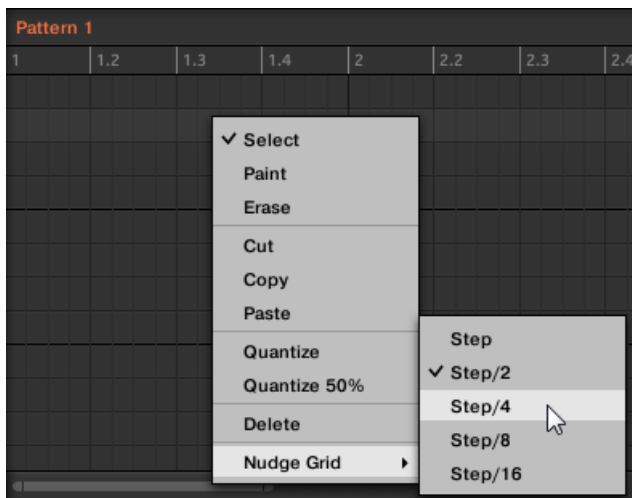 Pattern 1
1 1.2 1.3 1.4 2 2.2 2.3 2.4
Select
Paint
Erase
Cut
Copy
Paste
Quantize
Quantize 50%
Delete
Nudge Grid
Step
Step/2
Step/4
Step/8
Step/16